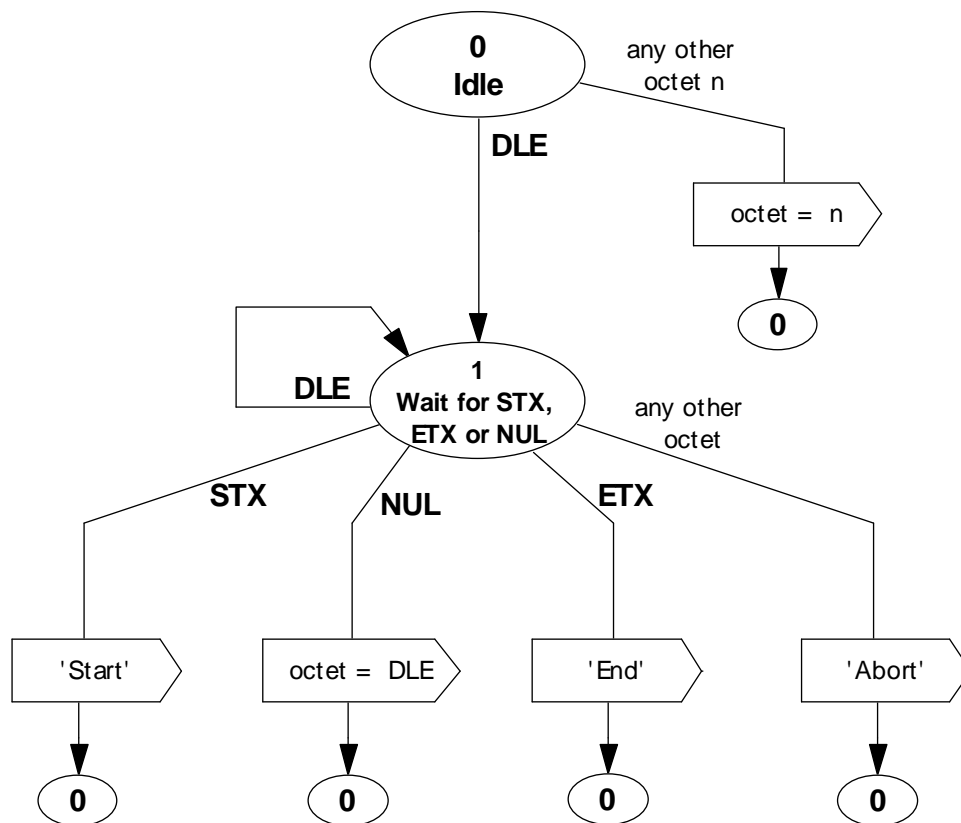 0
Idle
any other
octet n
DLE
octet = n
0
1
Wait for STX,
ETX or NUL
DLE
any other
octet
STX
NUL
ETX
'Start'
octet = DLE
'End'
'Abort'
0
0
0
0